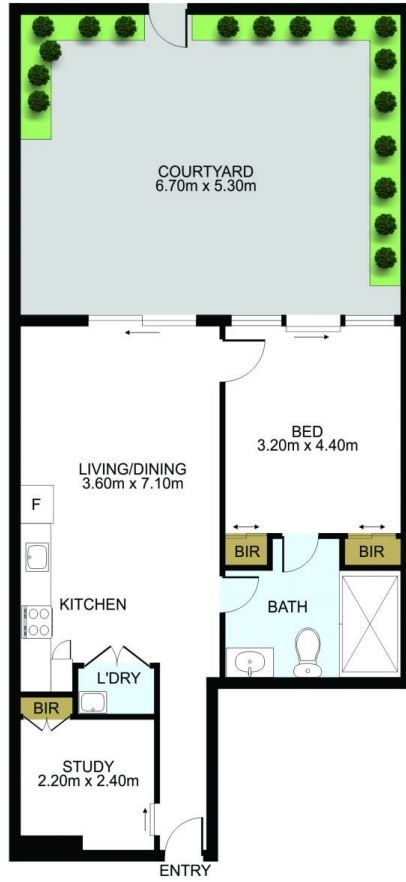 COURTYARD
6.70m x 5.30m
BED
3.20m x 4.40m
LIVING/DINING
3.60m x 7.10m
F
BIR
BIR
KITCHEN
BATH
L'DRY
BIR
STUDY
2.20m x 2.40m
ENTRY